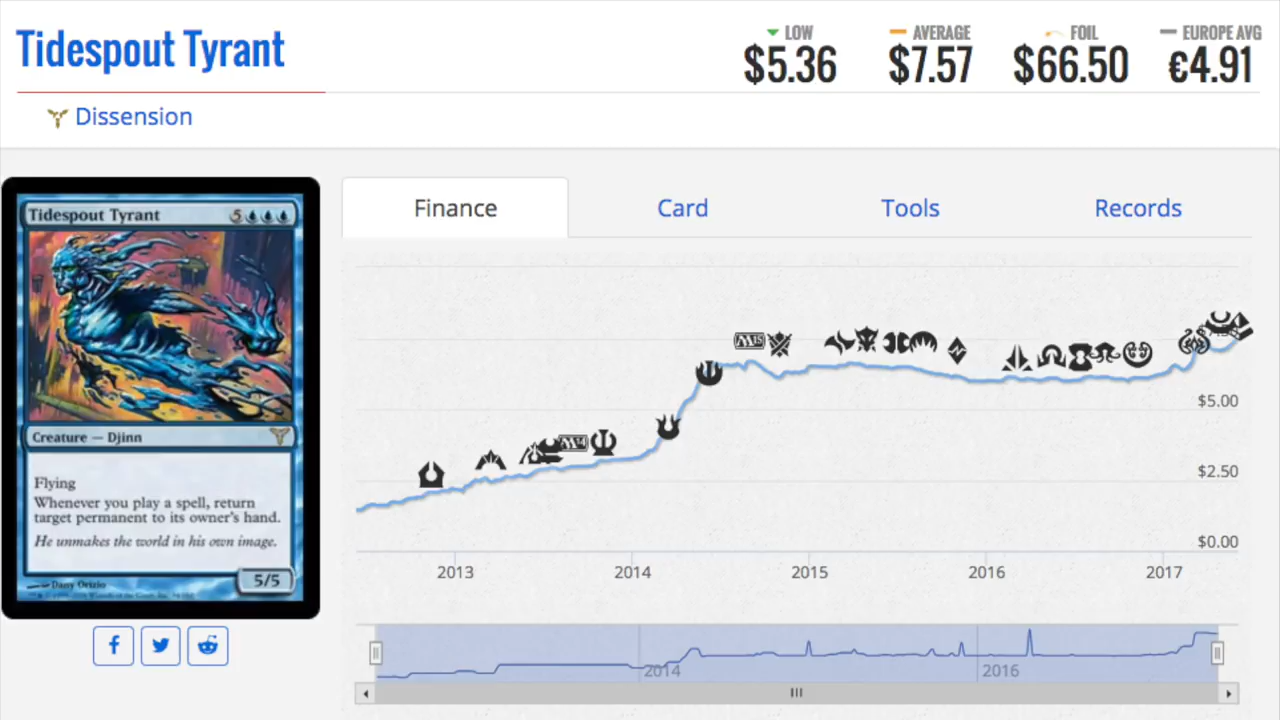 Tidespout Tyrant
LOW
$5.36
AVERAGE
$7.57
FOIL
$66.50
EUROPE AVG
€4.91
Dissension
Tidespout Tyrant 5
Creature — Djinn
Flying
Whenever you play a spell, return
target permanent to its owner's hand.
He unmakes the world in his own image.
5/5
Finance
Card
Tools
Records
M15
M14
$5.00
$2.50
$0.00
2013
2014
2015
2016
2017
2014
2016